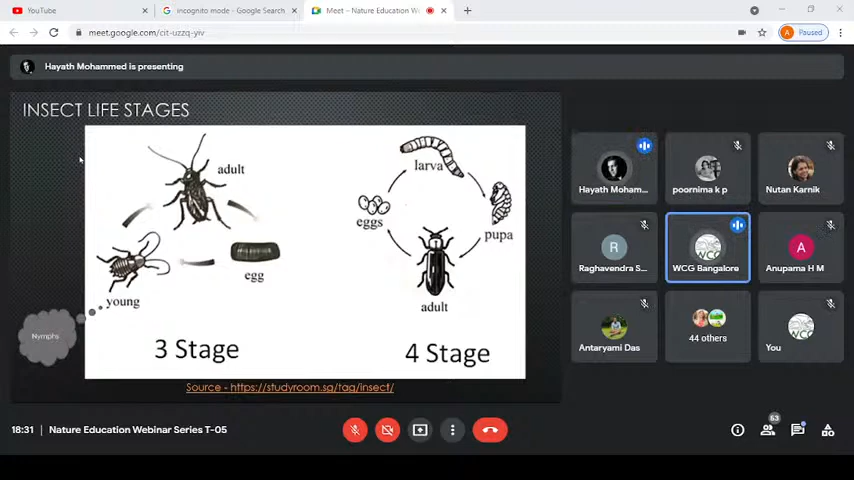 YouTube
incognito mode - Google Search
Meet – Nature Education W
meet.google.com/cit-uzzq-yiv
A
Paused
Hayath Mohammed is presenting
INSECT LIFE STAGES
adult
young
egg
3 Stage
Nymphs
larva
eggs
pupa
adult
4 Stage
Source - https://studyroom.sg/tag/insect/
Hayath Moham...
poornima k p
Nutan Karnik
R
Raghavendra S...
WCG
WCG Bangalore
A
Anupama H M
Antaryami Das
44 others
You
18:31
Nature Education Webinar Series T-05
63